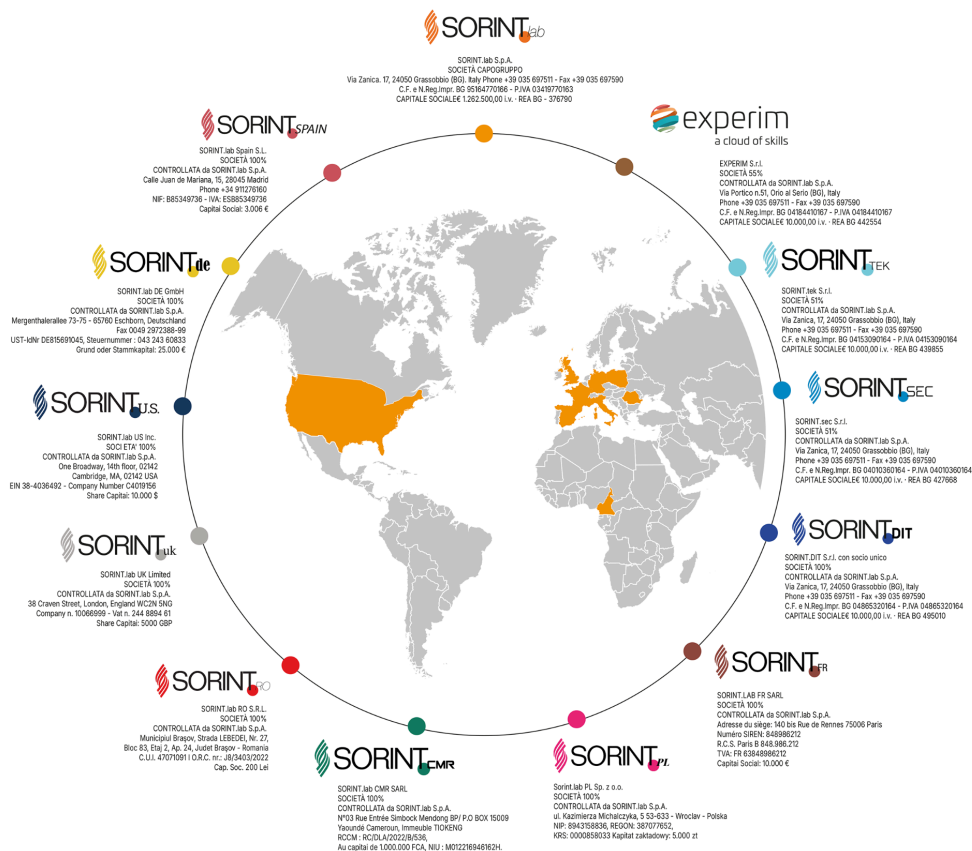 SORINT lab
SORINT.lab S.p.A.
SOCIETÀ CAPOGRUPPO
Via Zanica. 17, 24050 Grassobbio (BG). Italy Phone +39 035 697511 - Fax +39 035 697590
C.F. e N.Reg.Impr. BG 95164770166 - P.IVA 03419770163
CAPITALE SOCIALE€ 1.262.500,00 i.v. · REA BG - 376790
experim
a cloud of skills
EXPERIM S.r.l.
SOCIETÀ 55%
CONTROLLATA da SORINT.lab S.p.A.
Via Portico n.51, Orio al Serio (BG), Italy
Phone +39 035 697511 - Fax +39 035 697590
C.F. e N.Reg.Impr. BG 04184410167 - P.IVA 04184410167
CAPITALE SOCIALE€ 10.000,00 i.v. · REA BG 442554
SORINT TEK
SORINT.tek S.r.l.
SOCIETÀ 51%
CONTROLLATA da SORINT.lab S.p.A.
Via Zanica, 17, 24050 Grassobbio (BG), Italy
Phone +39 035 697511 - Fax +39 035 697590
C.F. e N.Reg.Impr. BG 04153090164 - P.IVA 04153090164
CAPITALE SOCIALE€ 10.000,00 i.v. - REA BG 439855
SORINT SEC
SORINT.sec S.r.l.
SOCIETÀ 51%
CONTROLLATA da SORINT.lab S.p.A.
Via Zanica, 17, 24050 Grassobbio (BG), Italy
Phone +39 035 697511 - Fax +39 035 697590
C.F. e N.Reg.Impr. BG 04010360164 - P.IVA 04010360164
CAPITALE SOCIALE€ 10.000,00 i.v. - REA BG 427668
SORINT DIT
SORINT.DIT S.r.l. con socio unico
SOCIETÀ 100%
CONTROLLATA da SORINT.lab S.p.A.
Via Zanica, 17, 24050 Grassobbio (BG), Italy
Phone +39 035 697511 - Fax +39 035 697590
C.F. e N.Reg.Impr. BG 04865320164 - P.IVA 04865320164
CAPITALE SOCIALE€ 10.000,00 i.v. - REA BG 495010
SORINT FR
SORINT.LAB FR SARL
SOCIETÀ 100%
CONTROLLATA da SORINT.lab S.p.A.
Adresse du siège: 140 bis Rue de Rennes 75006 Paris
Numéro SIREN: 848986212
R.C.S. Paris B 848.986.212
TVA: FR 63848986212
Capitai Social: 10.000 €
SORINT PL
Sorint.lab PL Sp. z o.o.
SOCIETÀ 100%
CONTROLLATA da SORINT.lab S.p.A.
ul. Kazimierza Michalczyka, 5 53-633 - Wroclav - Polska
NIP: 8943158836, REGON: 387077652,
KRS: 0000858033 Kapitat zaktadowy: 5.000 zt
SORINT CMR
SORINT.lab CMR SARL
SOCIETÀ 100%
CONTROLLATA da SORINT.lab S.p.A.
N°03 Rue Entrée Simbock Mendong BP/ P.O BOX 15009
Yaoundé Cameroun, Immeuble TIOKENG
RCCM : RC/DLA/2022/B/536,
Au capital de 1.000.000 FCA, NIU : M012216946162H.
SORINT RO
SORINT.lab RO S.R.L.
SOCIETÀ 100%
CONTROLLATA da SORINT.lab S.p.A.
Municipiul Brașov, Strada LEBEDEI, Nr. 27,
Bloc 83, Etaj 2, Ap. 24, Judet Brașov - Romania
C.U.I. 47071091 I O.R.C. nr.: J8/3403/2022
Cap. Soc. 200 Lei
SORINT uk
SORINT.lab UK Limited
SOCIETÀ 100%
CONTROLLATA da SORINT.lab S.p.A.
38 Craven Street, London, England WC2N 5NG
Company n. 10066999 - Vat n. 244 8894 61
Share Capitai: 5000 GBP
SORINT U.S.
SORINT.lab US Inc.
SOCI ETA' 100%
CONTROLLATA da SORINT.lab S.p.A.
One Broadway, 14th floor, 02142
Cambridge, MA, 02142 USA
EIN 38-4036492 - Company Number C4019156
Share Capitai: 10.000 $
SORINT de
SORINT.lab DE GmbH
SOCIETÀ 100%
CONTROLLATA da SORINT.lab S.p.A.
Mergenthalerallee 73-75 - 65760 Eschborn, Deutschland
Fax 0049 2972388-99
UST-IdNr DE815691045, Steuernummer : 043 243 60833
Grund oder Stammkapital: 25.000 €
SORINT SPAIN
SORINT.lab Spain S.L.
SOCIETÀ 100%
CONTROLLATA da SORINT.lab S.p.A.
Calle Juan de Mariana, 15, 28045 Madrid
Phone +34 911276160
NIF: B85349736 - IVA: ESB85349736
Capitai Social: 3.006 €